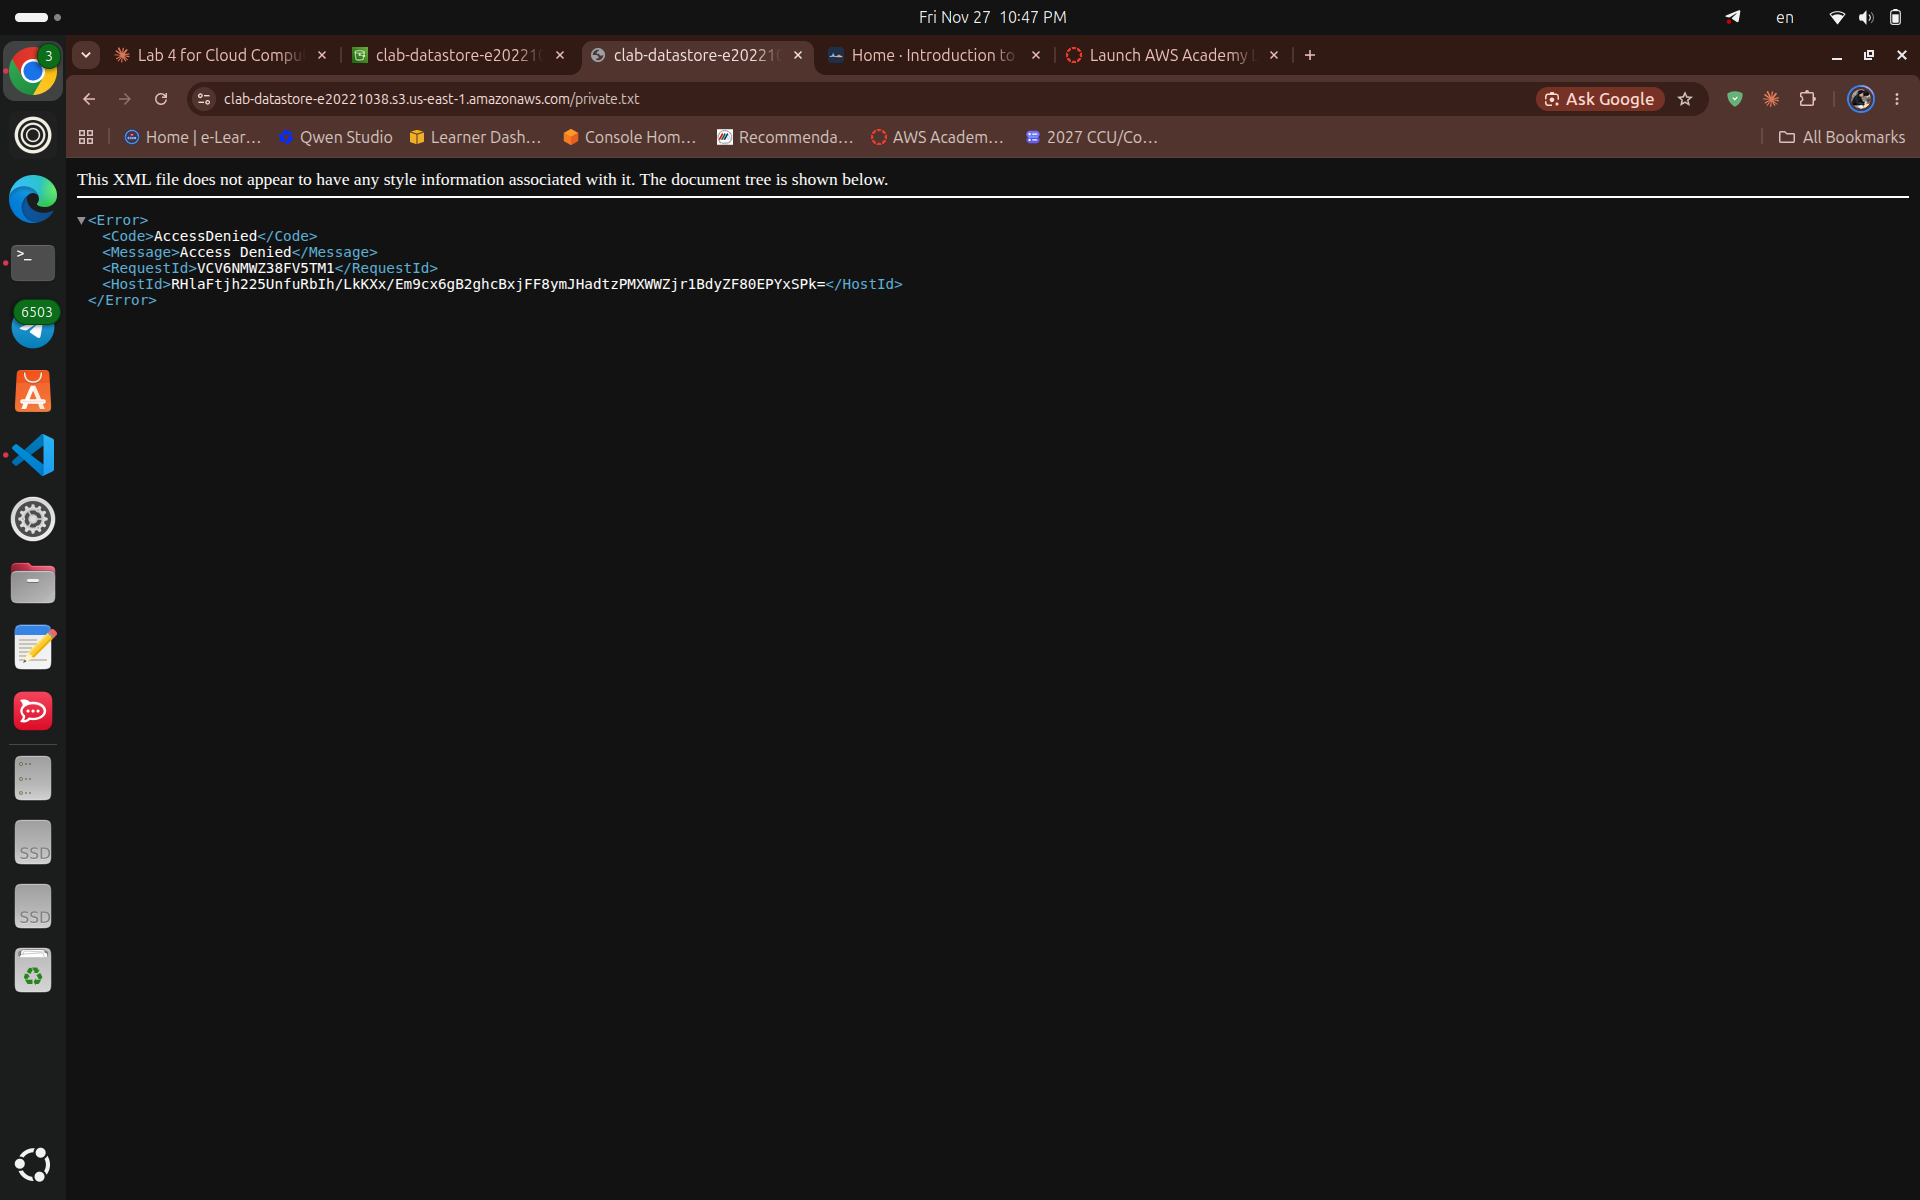 Fri Nov 27 10:47 PM
en
3
Lab 4 for Cloud Compu
clab-datastore-e202210
clab-datastore-e202210
Home · Introduction to
Launch AWS Academy L
clab-datastore-e20221038.s3.us-east-1.amazonaws.com/private.txt
Ask Google
Home | e-Lear…
Qwen Studio
Learner Dash…
Console Hom…
Recommenda…
AWS Academ…
2027 CCU/Co…
All Bookmarks
This XML file does not appear to have any style information associated with it. The document tree is shown below.
<Error>
<Code>AccessDenied</Code>
<Message>Access Denied</Message>
<RequestId>VCV6NMWZ38FV5TM1</RequestId>
<HostId>RHlaFtjh225UnfuRbIh/LkKXx/Em9cx6gB2ghcBxjFF8ymJHadtzPMXWWZjr1BdyZF80EPYxSPk=</HostId>
</Error>
>_
6503
SSD
SSD